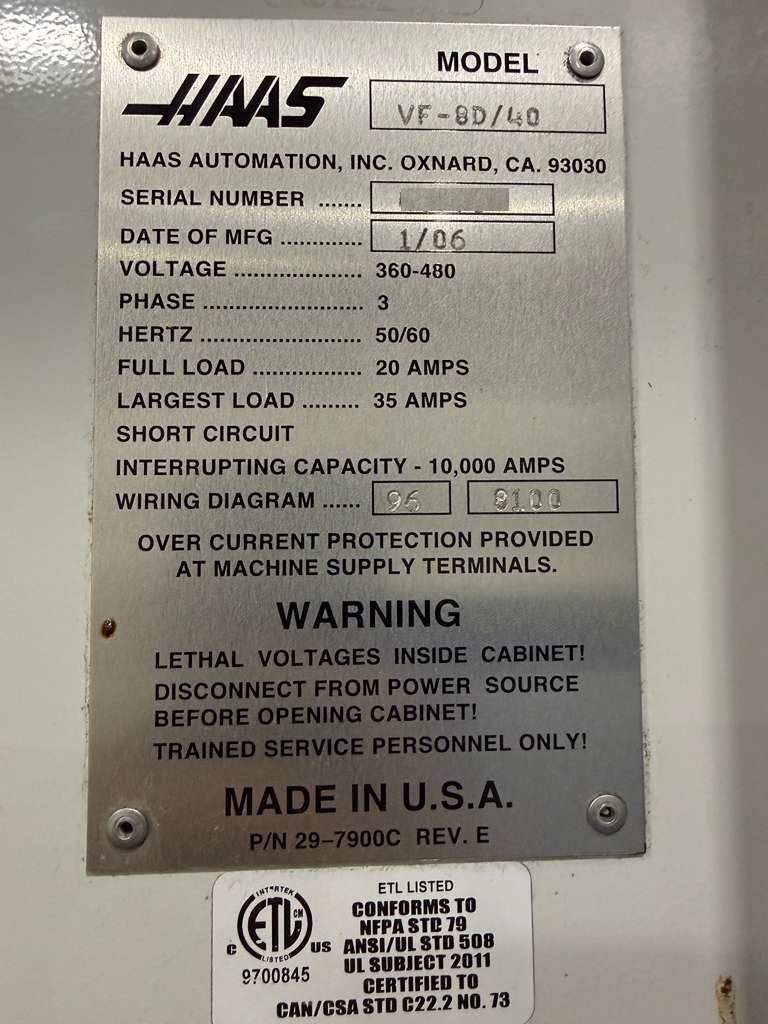 HAAS
MODEL
VF-8D/40
HAAS AUTOMATION, INC. OXNARD, CA. 93030
SERIAL NUMBER .......
DATE OF MFG ............. 1/06
VOLTAGE .................... 360-480
PHASE ......................... 3
HERTZ ......................... 50/60
FULL LOAD ................. 20 AMPS
LARGEST LOAD ......... 35 AMPS
SHORT CIRCUIT
INTERRUPTING CAPACITY - 10,000 AMPS
WIRING DIAGRAM ...... 96 8100
OVER CURRENT PROTECTION PROVIDED
AT MACHINE SUPPLY TERMINALS.
WARNING
LETHAL VOLTAGES INSIDE CABINET!
DISCONNECT FROM POWER SOURCE
BEFORE OPENING CABINET!
TRAINED SERVICE PERSONNEL ONLY!
MADE IN U.S.A.
P/N 29-7900C REV. E
INTERTEK
ETL CM
LISTED
C US
9700845
ETL LISTED
CONFORMS TO
NFPA STD 79
ANSI/UL STD 508
UL SUBJECT 2011
CERTIFIED TO
CAN/CSA STD C22.2 NO. 73